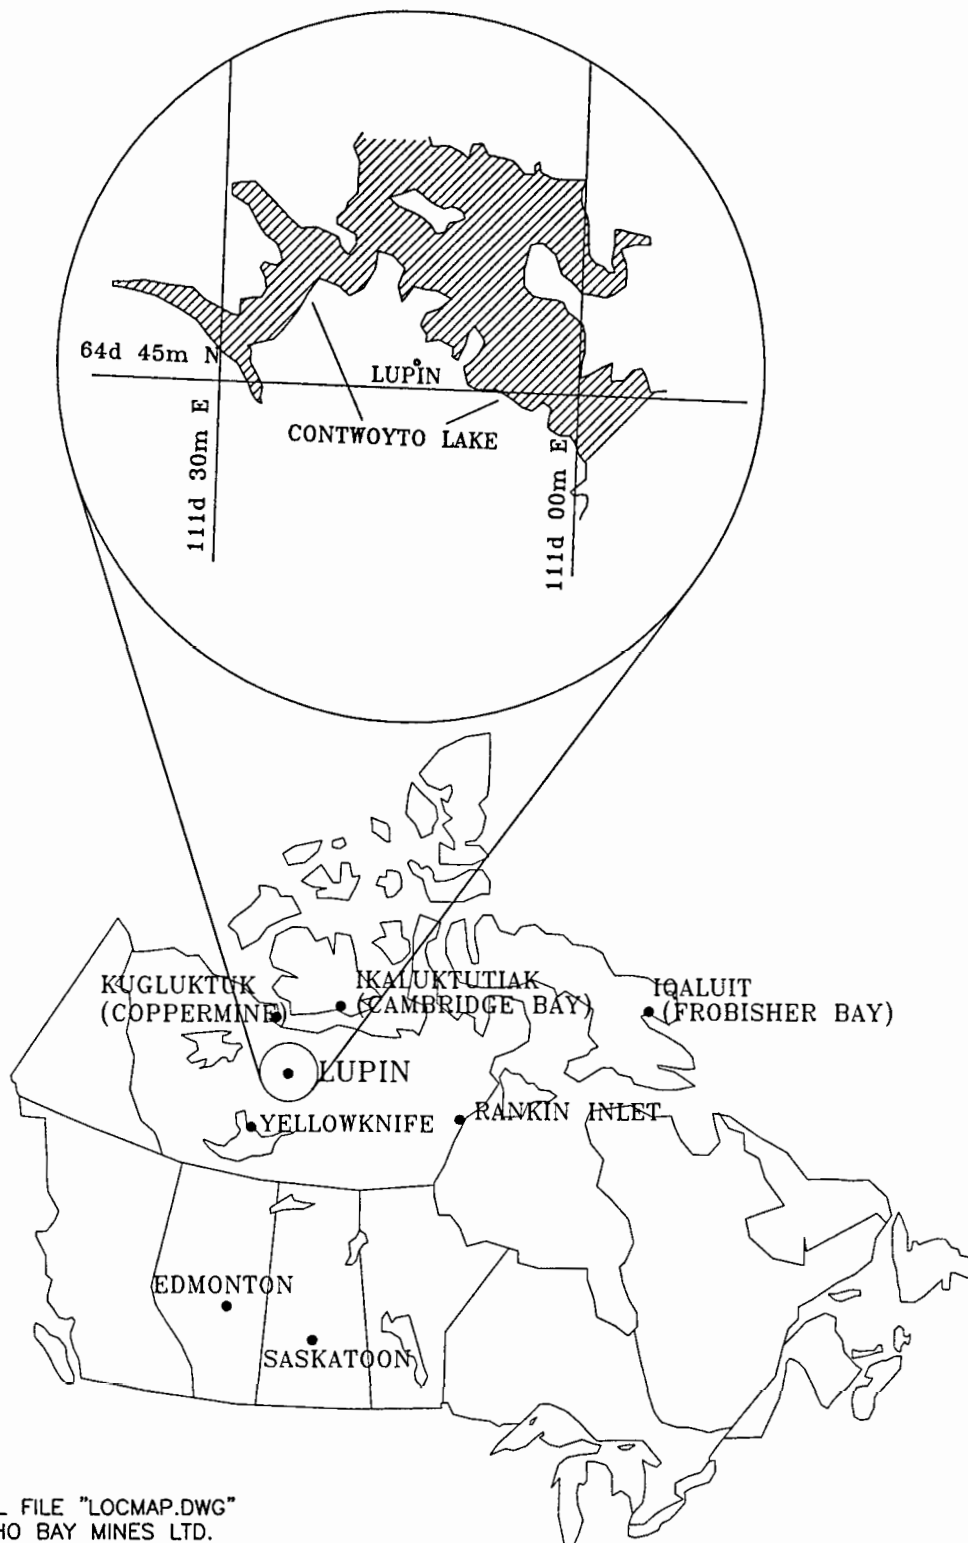 64d 45m N
LUPIN
CONTWOYTO LAKE
111d 30m E
111d 00m E
KUGLUKTUK
(COPPERMINE)
IKALUKTUTIAK
(CAMBRIDGE BAY)
IQALUIT
(FROBISHER BAY)
LUPIN
YELLOWKNIFE
RANKIN INLET
EDMONTON
SASKATOON
FILE "LOCMAP.DWG"
BAY MINES LTD.